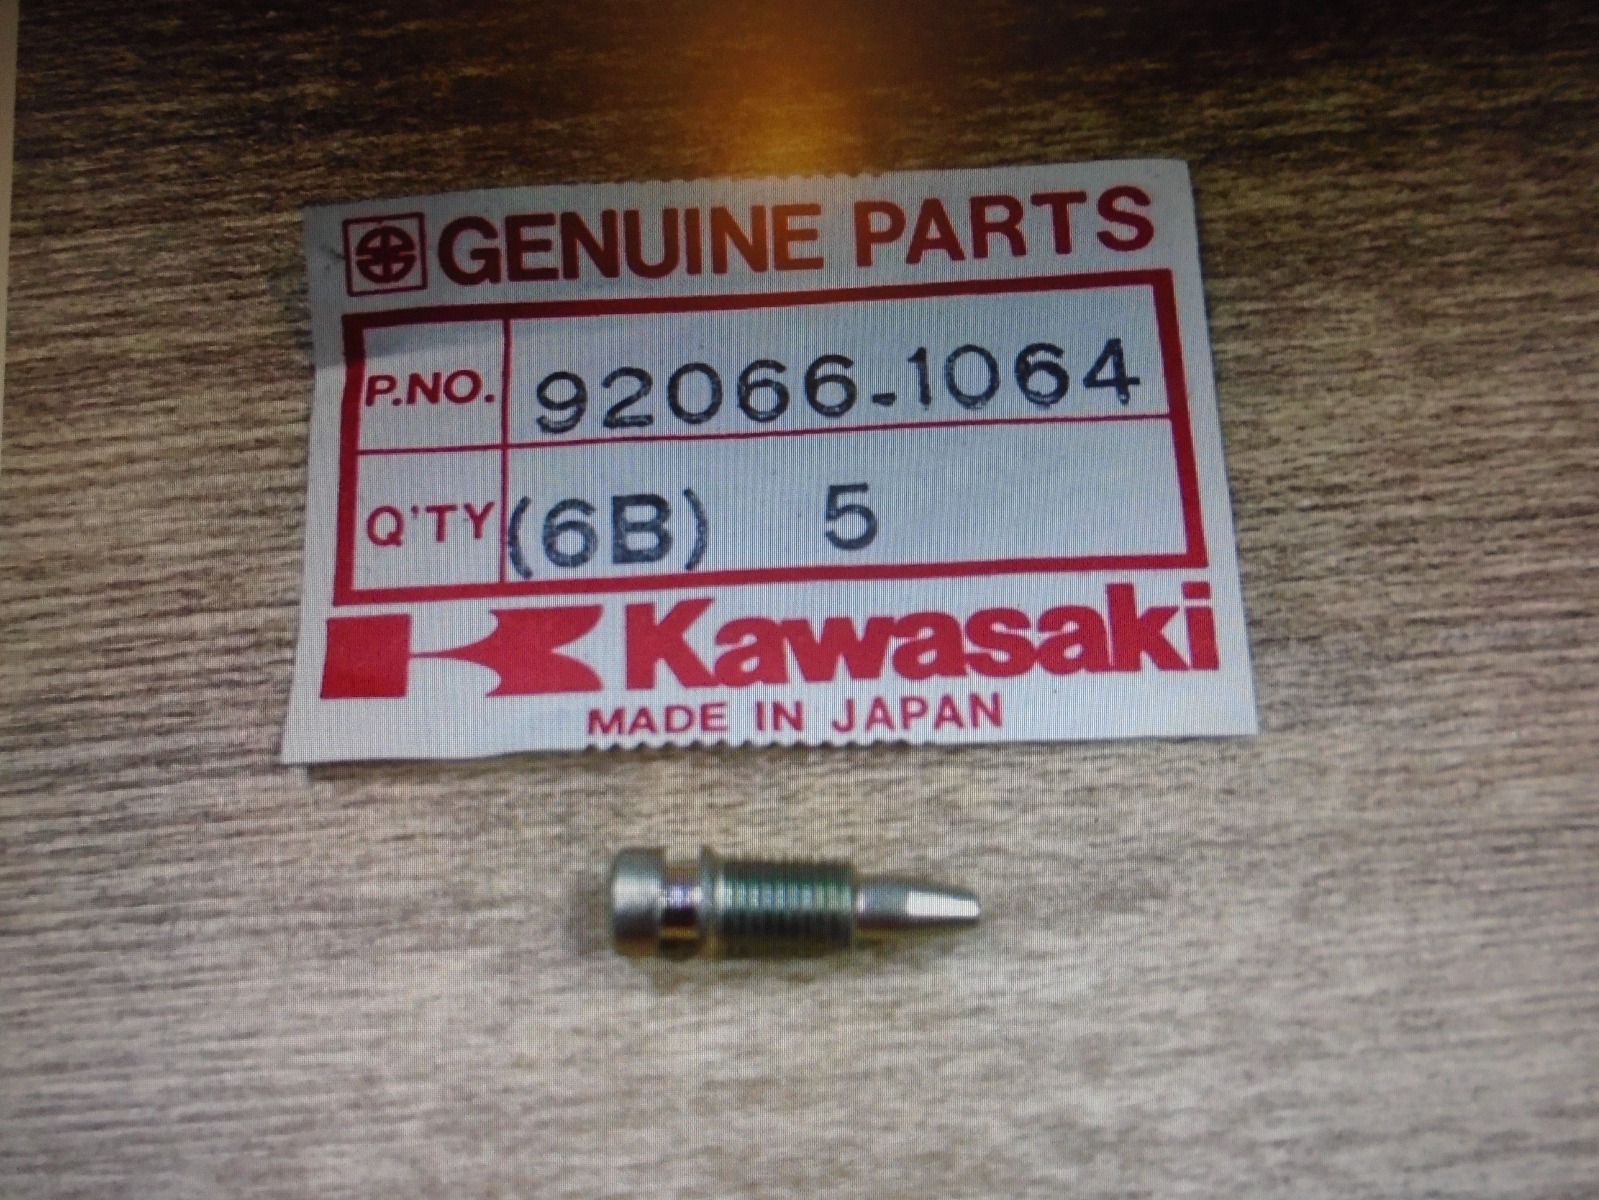 GENUINE PARTS
P.NO. 92066-1064
Q'TY (6B) 5
Kawasaki
MADE IN JAPAN